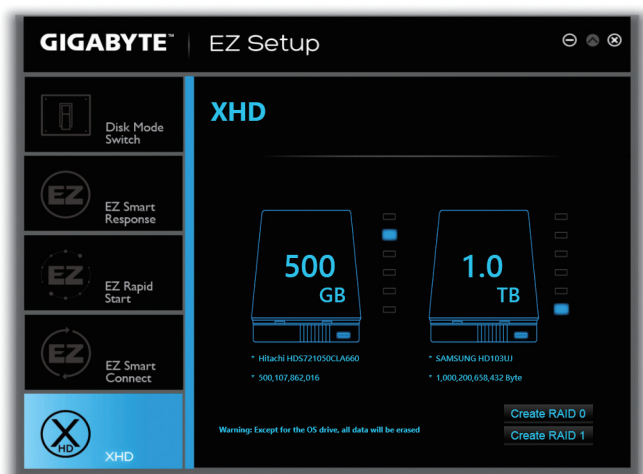 GIGABYTE™ EZ Setup
Disk Mode
Switch
EZ
EZ Smart
Response
EZ
EZ Rapid
Start
EZ
EZ Smart
Connect
X
HD
XHD
XHD
500
GB
1.0
TB
* Hitachi HDS721050CLA660
* 500,107,862,016
* SAMSUNG HD103UJ
* 1,000,200,658,432 Byte
Warning: Except for the OS drive, all data will be erased
Create RAID 0
Create RAID 1